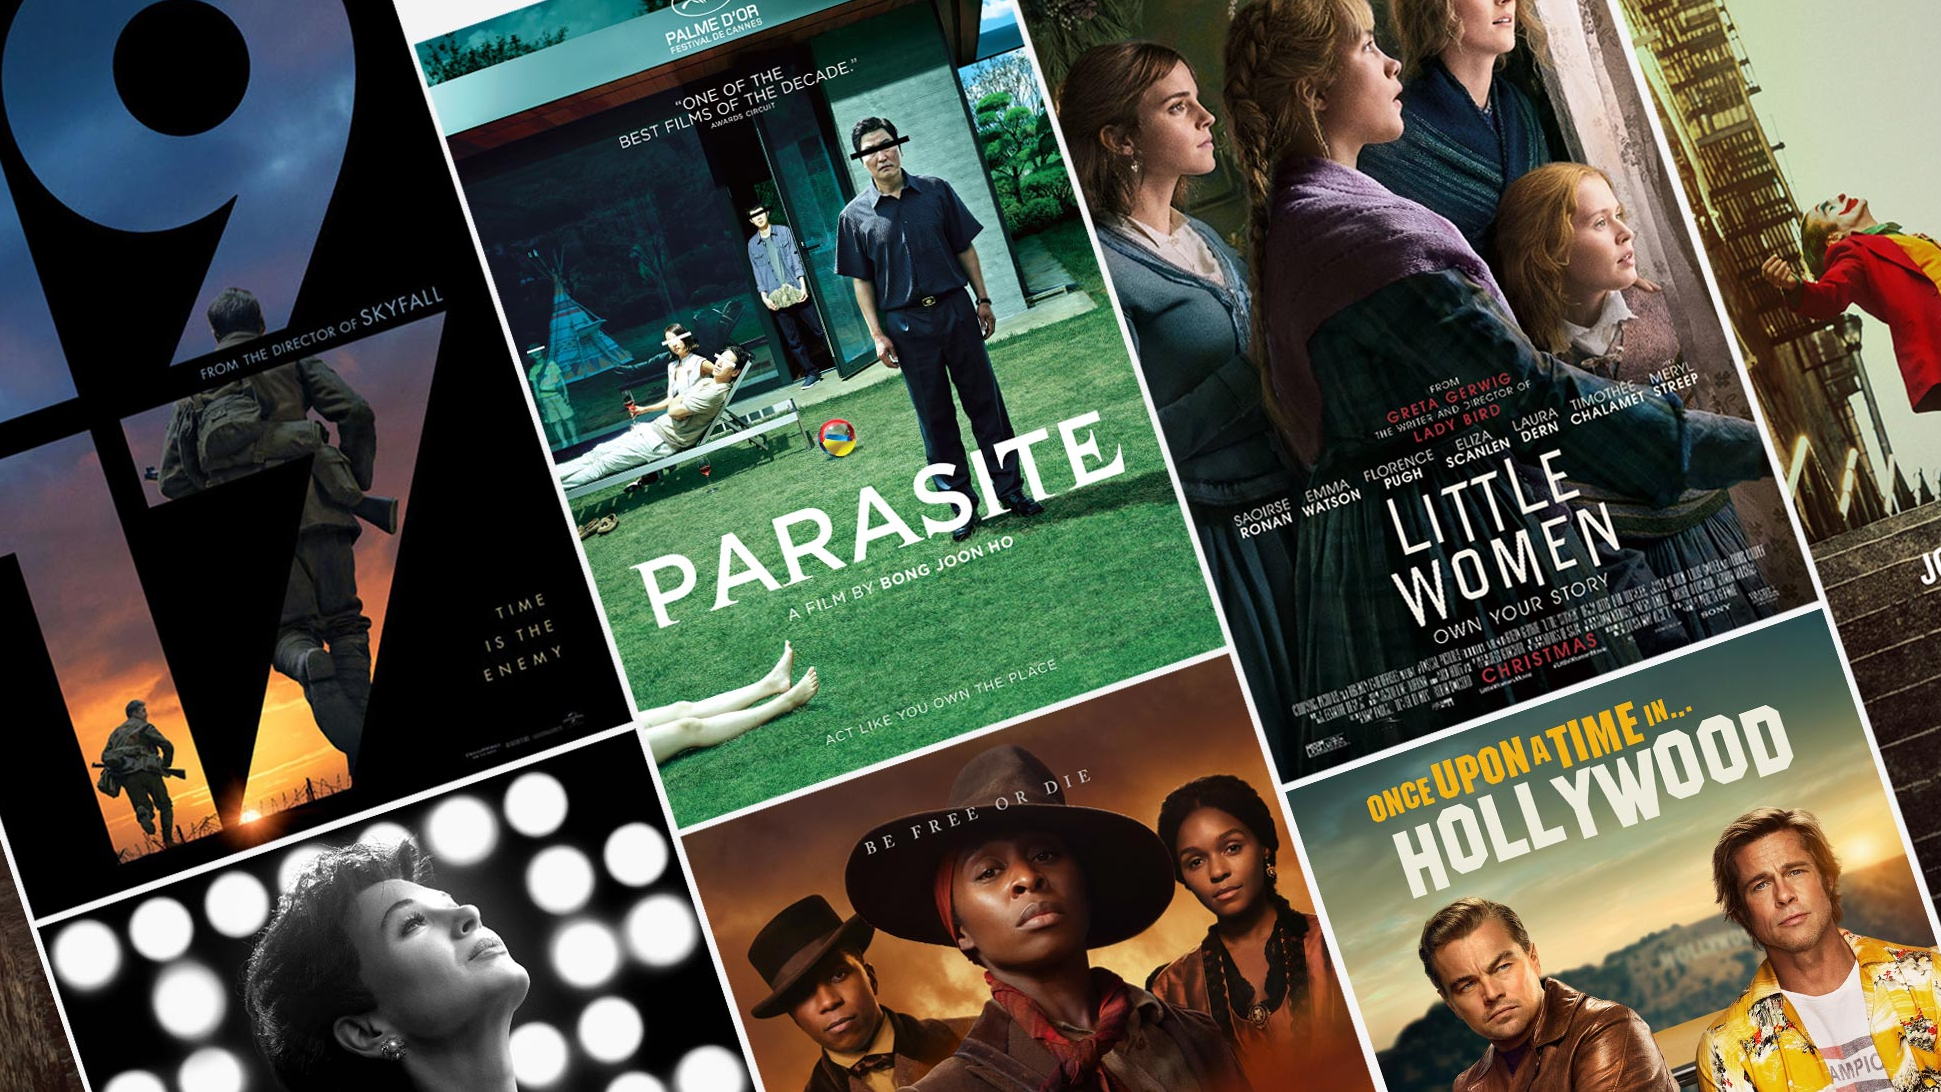 1917
FROM THE DIRECTOR OF SKYFALL
TIME
IS THE
ENEMY
PALME D'OR
FESTIVAL DE CANNES
"ONE OF THE
BEST FILMS OF THE DECADE."
AWARDS CIRCUIT
PARASITE
A FILM BY BONG JOON HO
ACT LIKE YOU OWN THE PLACE
FROM
GRETA GERWIG
THE WRITER AND DIRECTOR OF
LADY BIRD
SAOIRSE RONAN
EMMA WATSON
FLORENCE PUGH
ELIZA SCANLEN
LAURA DERN
TIMOTHÉE CHALAMET
MERYL STREEP
LITTLE
WOMEN
OWN YOUR STORY
CHRISTMAS
SONY
JO
BE FREE OR DIE
ONCE UPON A TIME IN...
HOLLYWOOD
HOLLYWO
AMPIO